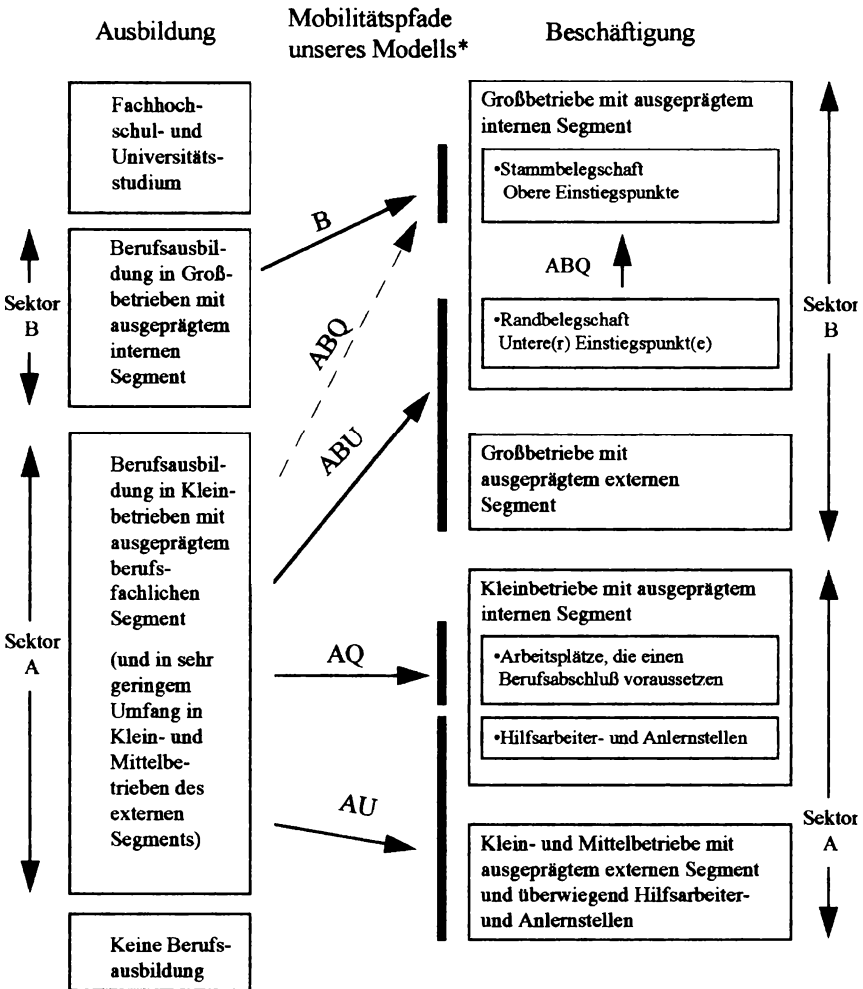 Ausbildung
Mobilitätspfade
unseres Modells*
Beschäftigung
Fachhoch-
schul- und
Universitäts-
studium
Sektor
B
Berufsausbil-
dung in Groß-
betrieben mit
ausgeprägtem
internen
Segment
Sektor
A
Berufsausbil-
dung in Klein-
betrieben mit
ausgeprägtem
berufs-
fachlichen
Segment
(und in sehr
geringem
Umfang in
Klein- und
Mittelbe-
trieben des
externen
Segments)
Keine Berufs-
ausbildung
B
ABQ
ABU
AQ
AU
Großbetriebe mit ausgeprägtem
internen Segment
•Stammbelegschaft
Obere Einstiegspunkte
ABQ
•Randbelegschaft
Untere(r) Einstiegspunkt(e)
Großbetriebe mit
ausgeprägtem externen
Segment
Sektor
B
Kleinbetriebe mit ausgeprägtem
internen Segment
•Arbeitsplätze, die einen
Berufsabschluß voraussetzen
•Hilfsarbeiter- und Anlernstellen
Klein- und Mittelbetriebe mit
ausgeprägtem externen Segment
und überwiegend Hilfsarbeiter-
und Anlernstellen
Sektor
A